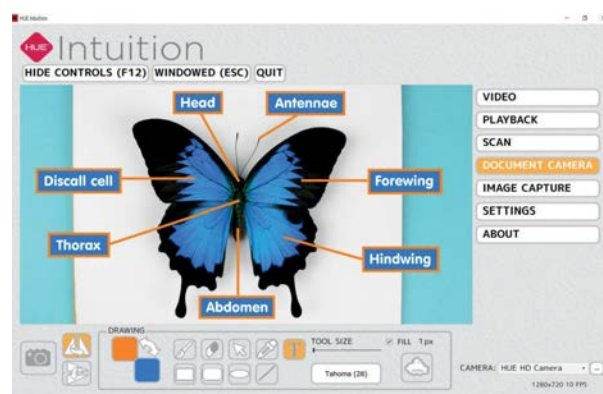 HUE Intuition
HUE
Intuition
HIDE CONTROLS (F12) WINDOWED (ESC) QUIT
Head
Antennae
Discall cell
Forewing
Thorax
Hindwing
Abdomen
VIDEO
PLAYBACK
SCAN
DOCUMENT CAMERA
IMAGE CAPTURE
SETTINGS
ABOUT
DRAWING
T
TOOL SIZE
FILL 1px
Tahoma (28)
CAMERA: HUE HD Camera
1280x720 10 FPS